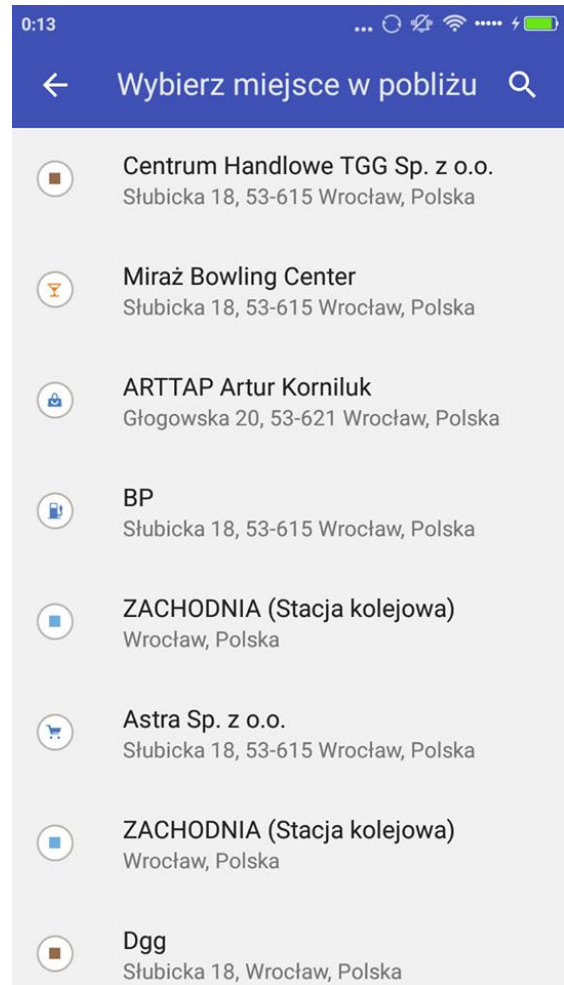 0:13
Wybierz miejsce w pobliżu
Centrum Handlowe TGG Sp. z o.o.
Słubicka 18, 53-615 Wrocław, Polska
Miraż Bowling Center
Słubicka 18, 53-615 Wrocław, Polska
ARTTAP Artur Korniluk
Głogowska 20, 53-621 Wrocław, Polska
BP
Słubicka 18, 53-615 Wrocław, Polska
ZACHODNIA (Stacja kolejowa)
Wrocław, Polska
Astra Sp. z o.o.
Słubicka 18, 53-615 Wrocław, Polska
ZACHODNIA (Stacja kolejowa)
Wrocław, Polska
Dgg
Słubicka 18, Wrocław, Polska